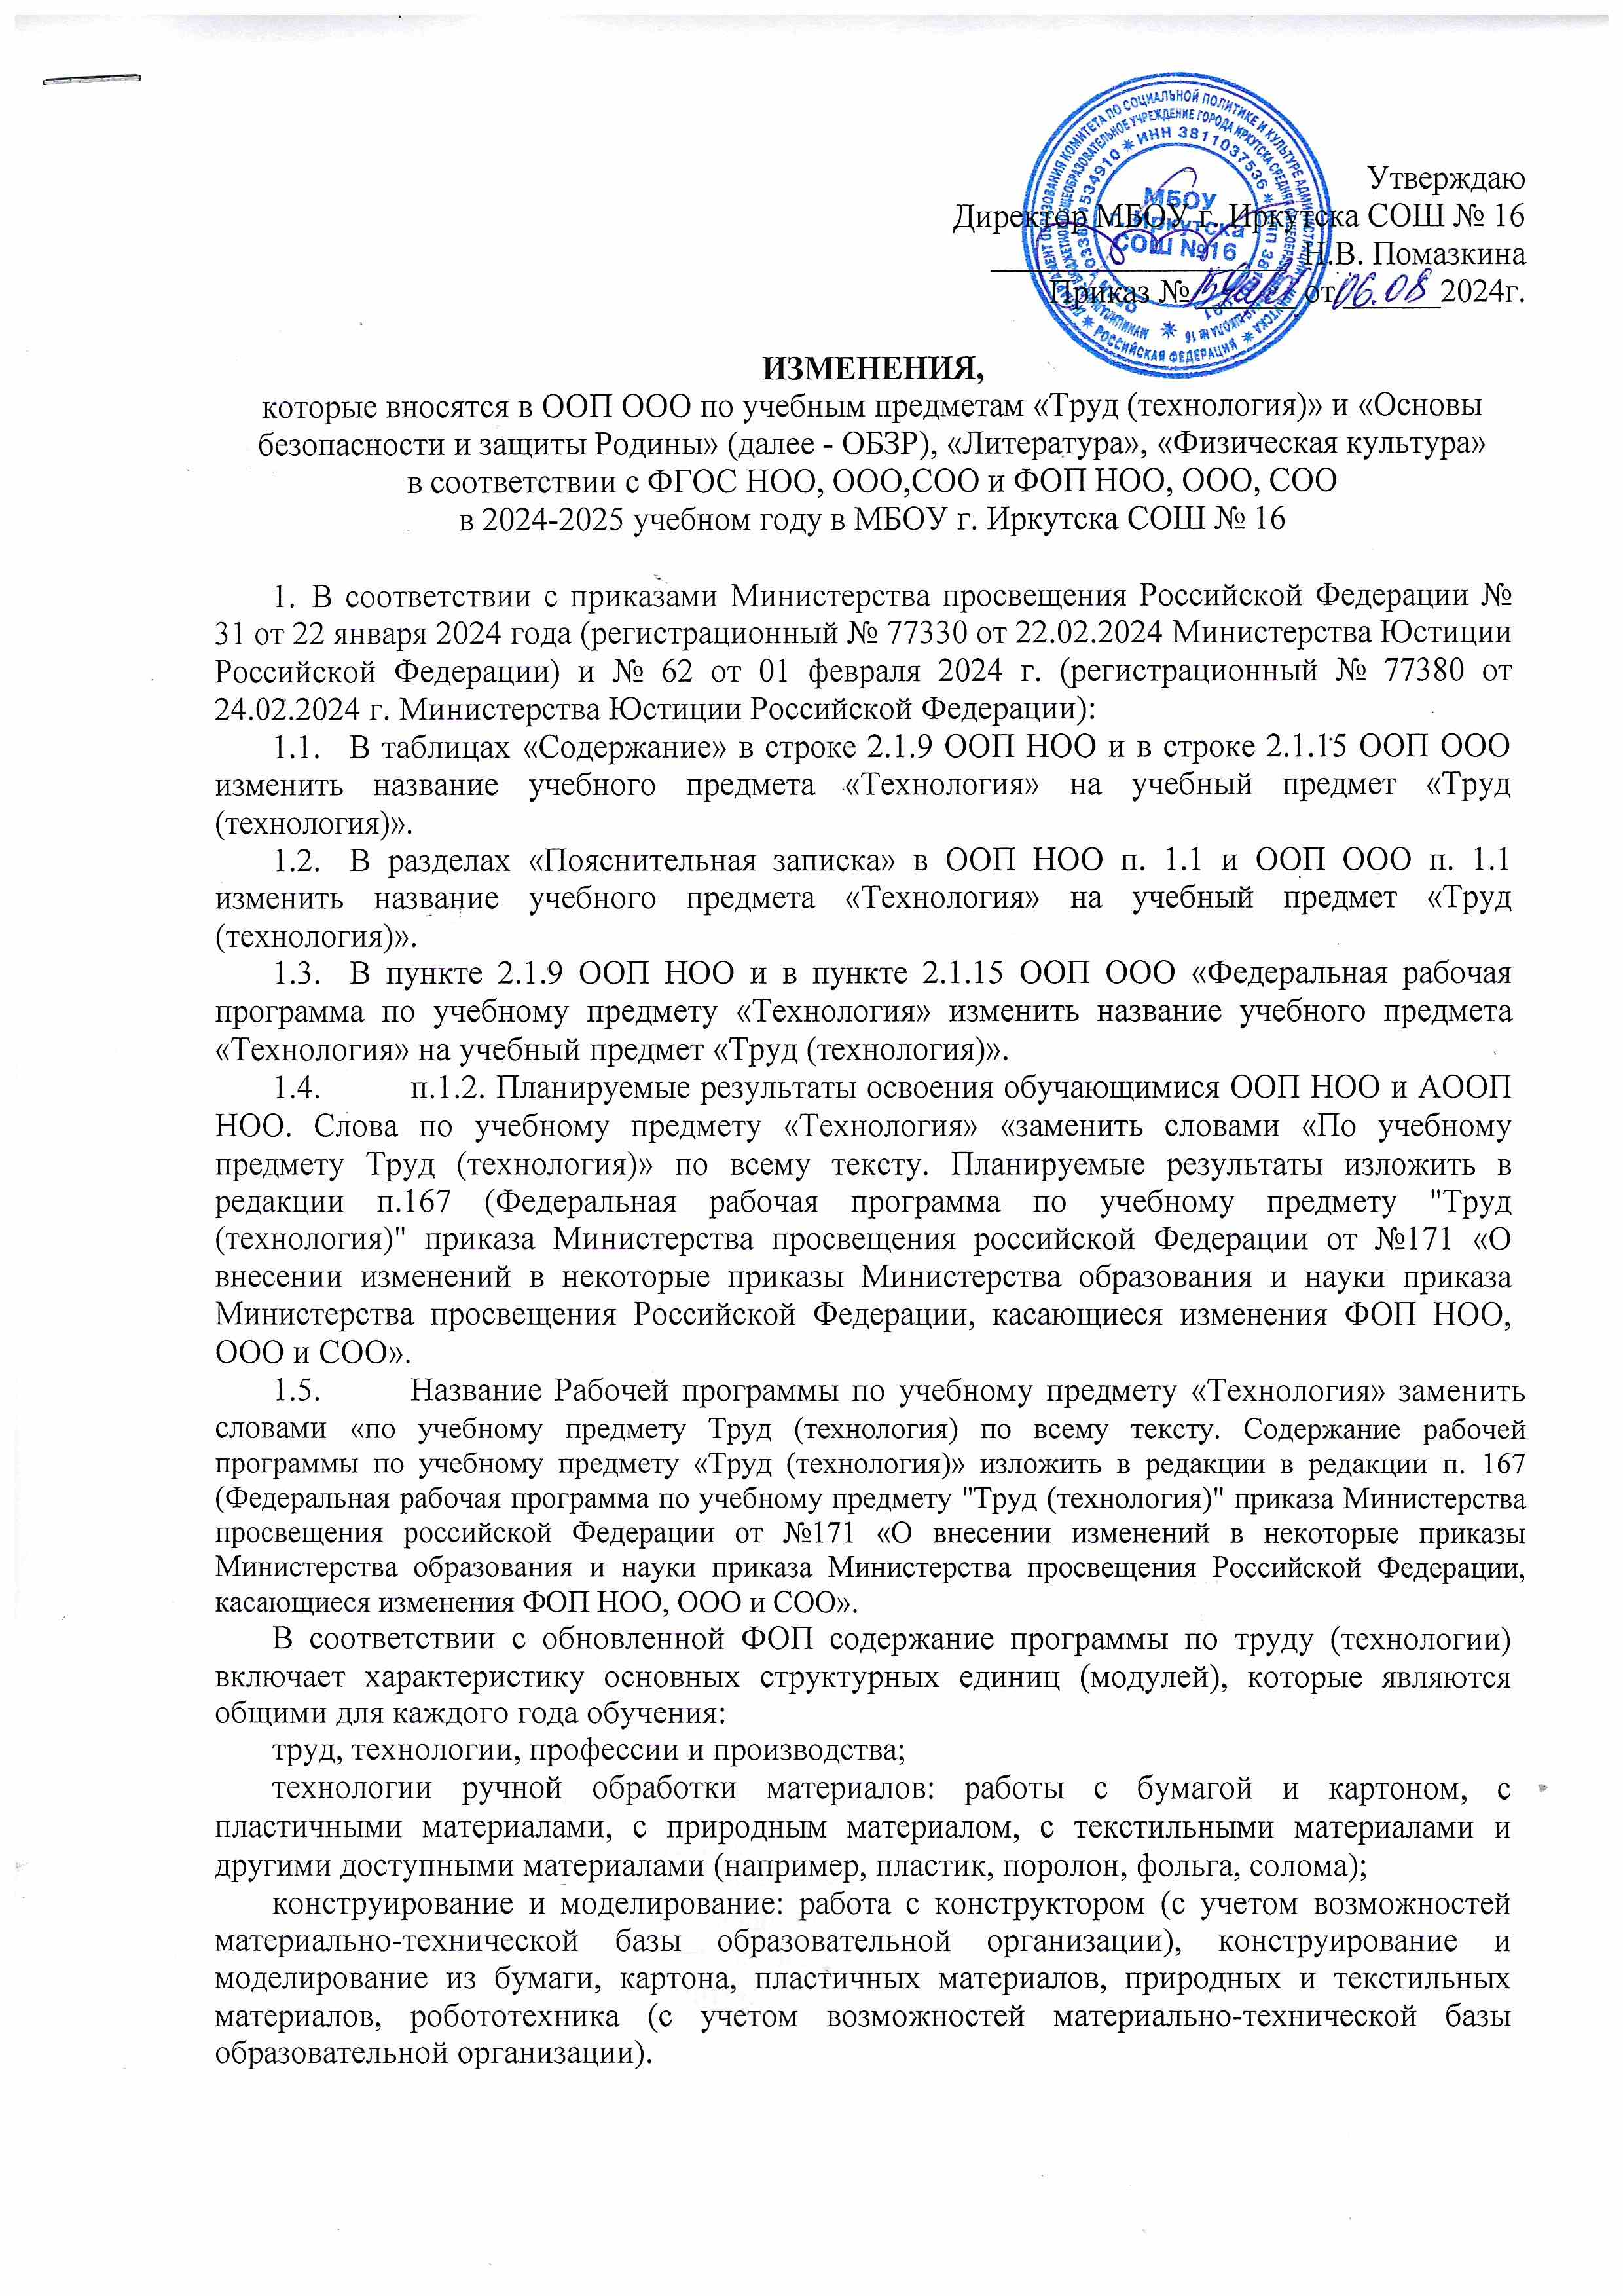 Утверждаю
Директор МБОУ г. Иркутска СОШ № 16
Н.В. Помазкина
Приказ № от 06.08 2024г.
МБОУ
г. Иркутска
СОШ №16
ИНН 3811037536
РОССИЙСКАЯ ФЕДЕРАЦИЯ
ИЗМЕНЕНИЯ,
которые вносятся в ООП ООО по учебным предметам «Труд (технология)» и «Основы
безопасности и защиты Родины» (далее - ОБЗР), «Литература», «Физическая культура»
в соответствии с ФГОС НОО, ООО,СОО и ФОП НОО, ООО, СОО
в 2024-2025 учебном году в МБОУ г. Иркутска СОШ № 16
1. В соответствии с приказами Министерства просвещения Российской Федерации №
31 от 22 января 2024 года (регистрационный № 77330 от 22.02.2024 Министерства Юстиции
Российской Федерации) и № 62 от 01 февраля 2024 г. (регистрационный № 77380 от
24.02.2024 г. Министерства Юстиции Российской Федерации):
1.1. В таблицах «Содержание» в строке 2.1.9 ООП НОО и в строке 2.1.15 ООП ООО
изменить название учебного предмета «Технология» на учебный предмет «Труд
(технология)».
1.2. В разделах «Пояснительная записка» в ООП НОО п. 1.1 и ООП ООО п. 1.1
изменить название учебного предмета «Технология» на учебный предмет «Труд
(технология)».
1.3. В пункте 2.1.9 ООП НОО и в пункте 2.1.15 ООП ООО «Федеральная рабочая
программа по учебному предмету «Технология» изменить название учебного предмета
«Технология» на учебный предмет «Труд (технология)».
1.4. п.1.2. Планируемые результаты освоения обучающимися ООП НОО и АООП
НОО. Слова по учебному предмету «Технология» «заменить словами «По учебному
предмету Труд (технология)» по всему тексту. Планируемые результаты изложить в
редакции п.167 (Федеральная рабочая программа по учебному предмету "Труд
(технология)" приказа Министерства просвещения российской Федерации от №171 «О
внесении изменений в некоторые приказы Министерства образования и науки приказа
Министерства просвещения Российской Федерации, касающиеся изменения ФОП НОО,
ООО и СОО».
1.5. Название Рабочей программы по учебному предмету «Технология» заменить
словами «по учебному предмету Труд (технология) по всему тексту. Содержание рабочей
программы по учебному предмету «Труд (технология)» изложить в редакции в редакции п. 167
(Федеральная рабочая программа по учебному предмету "Труд (технология)" приказа Министерства
просвещения российской Федерации от №171 «О внесении изменений в некоторые приказы
Министерства образования и науки приказа Министерства просвещения Российской Федерации,
касающиеся изменения ФОП НОО, ООО и СОО».
В соответствии с обновленной ФОП содержание программы по труду (технологии)
включает характеристику основных структурных единиц (модулей), которые являются
общими для каждого года обучения:
труд, технологии, профессии и производства;
технологии ручной обработки материалов: работы с бумагой и картоном, с
пластичными материалами, с природным материалом, с текстильными материалами и
другими доступными материалами (например, пластик, поролон, фольга, солома);
конструирование и моделирование: работа с конструктором (с учетом возможностей
материально-технической базы образовательной организации), конструирование и
моделирование из бумаги, картона, пластичных материалов, природных и текстильных
материалов, робототехника (с учетом возможностей материально-технической базы
образовательной организации).